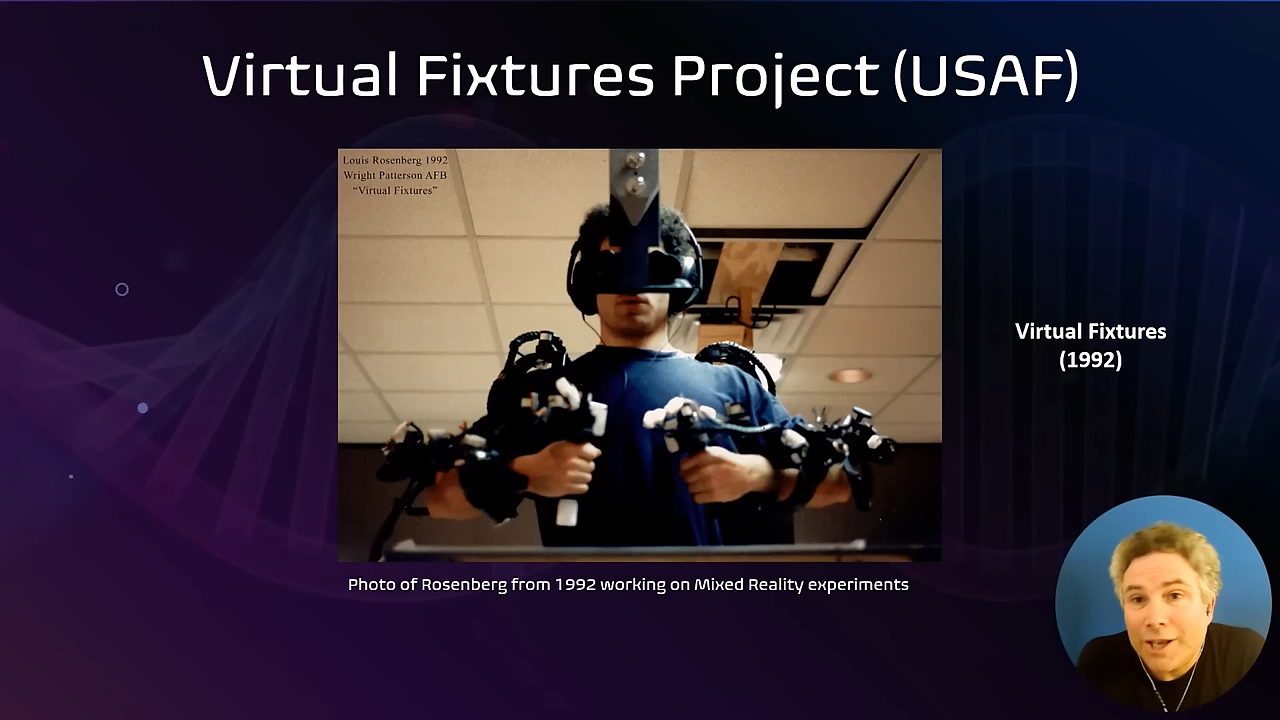 Virtual Fixtures Project (USAF)
Louis Rosenberg 1992
Wright Patterson AFB
“Virtual Fixtures”
Virtual Fixtures
(1992)
Photo of Rosenberg from 1992 working on Mixed Reality experiments